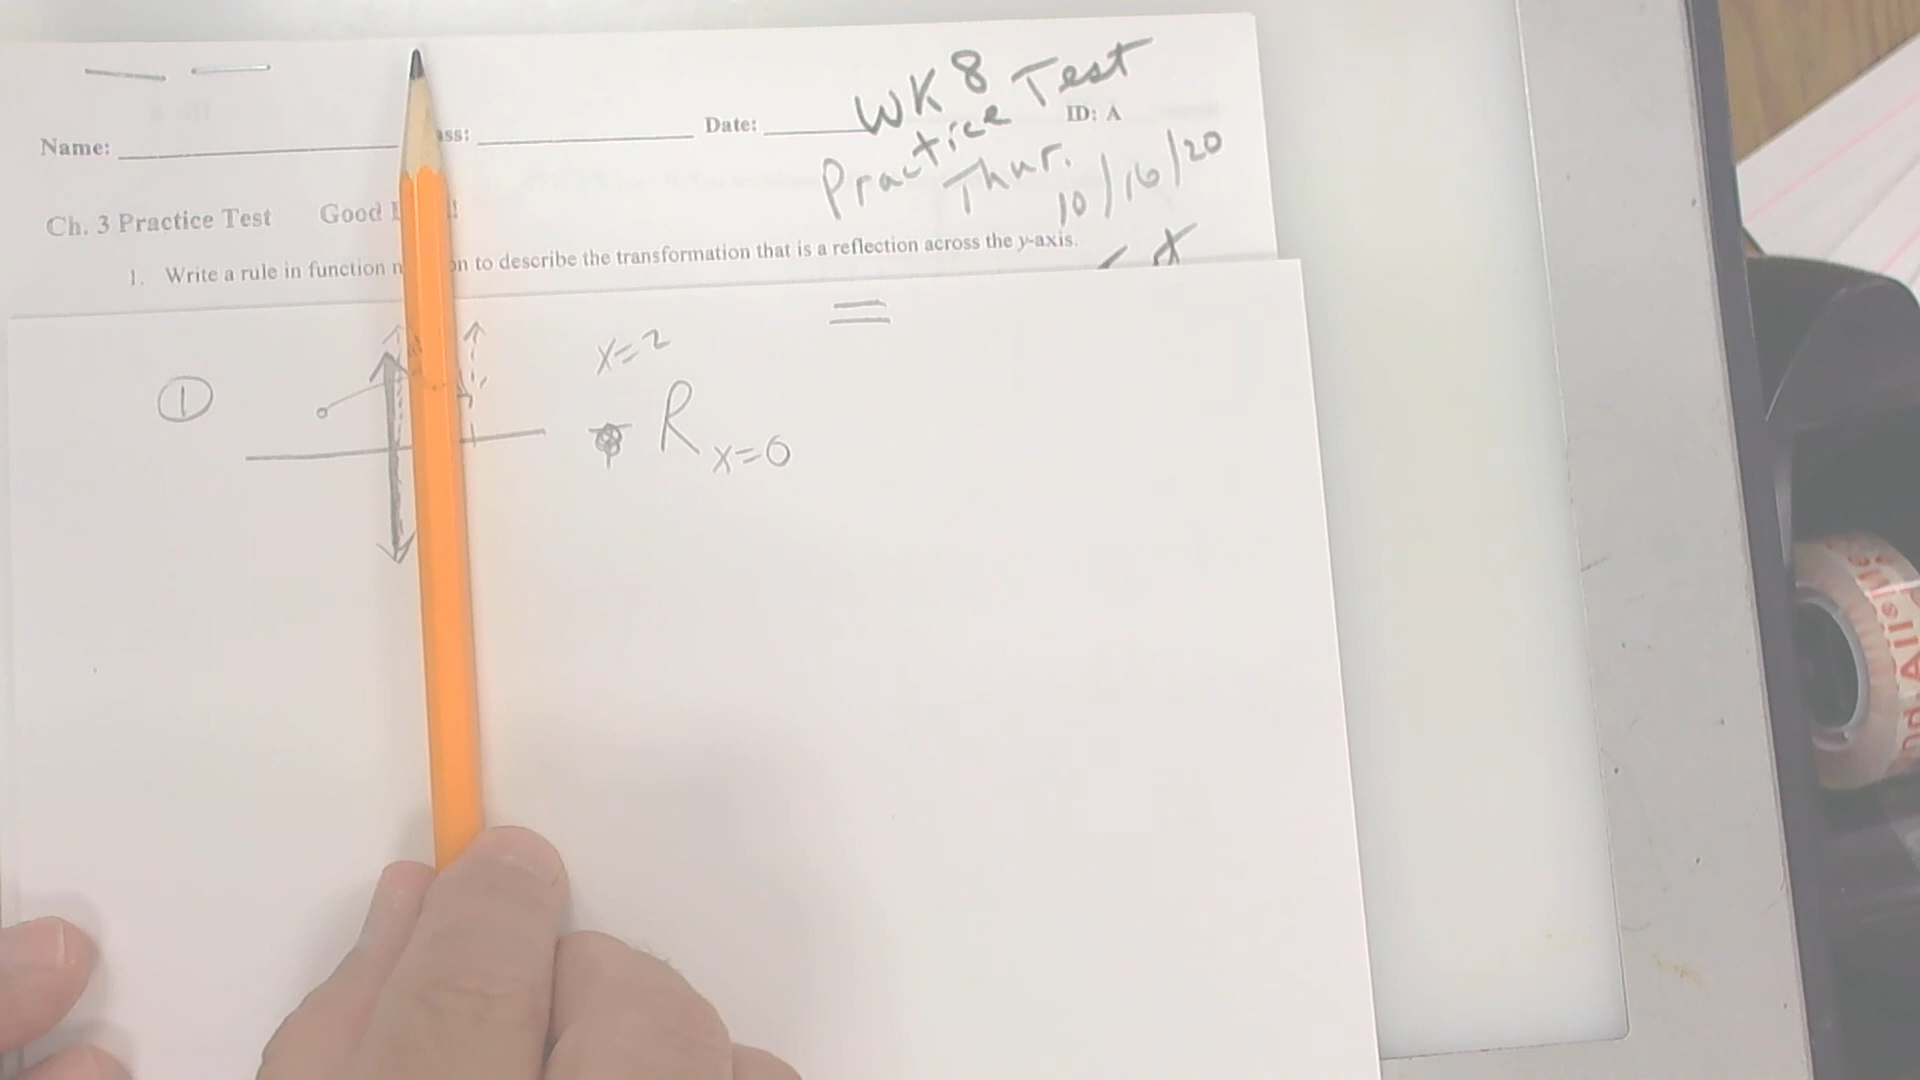 WK 8
Practice Test
Thur.
10/16/20
Name: Date: ID: A
Ch. 3 Practice Test Good
1. Write a rule in function to describe the transformation that is a reflection across the y-axis.
x=2
① R x=0